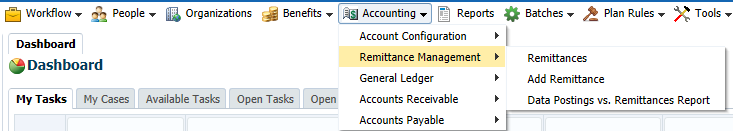 Workflow People Organizations Benefits Accounting Reports Batches Plan Rules Tools
Dashboard
Account Configuration
Dashboard
Remittance Management
Remittances
General Ledger
Add Remittance
My Tasks My Cases Available Tasks Open Tasks Open
Accounts Receivable
Data Postings vs. Remittances Report
Accounts Payable